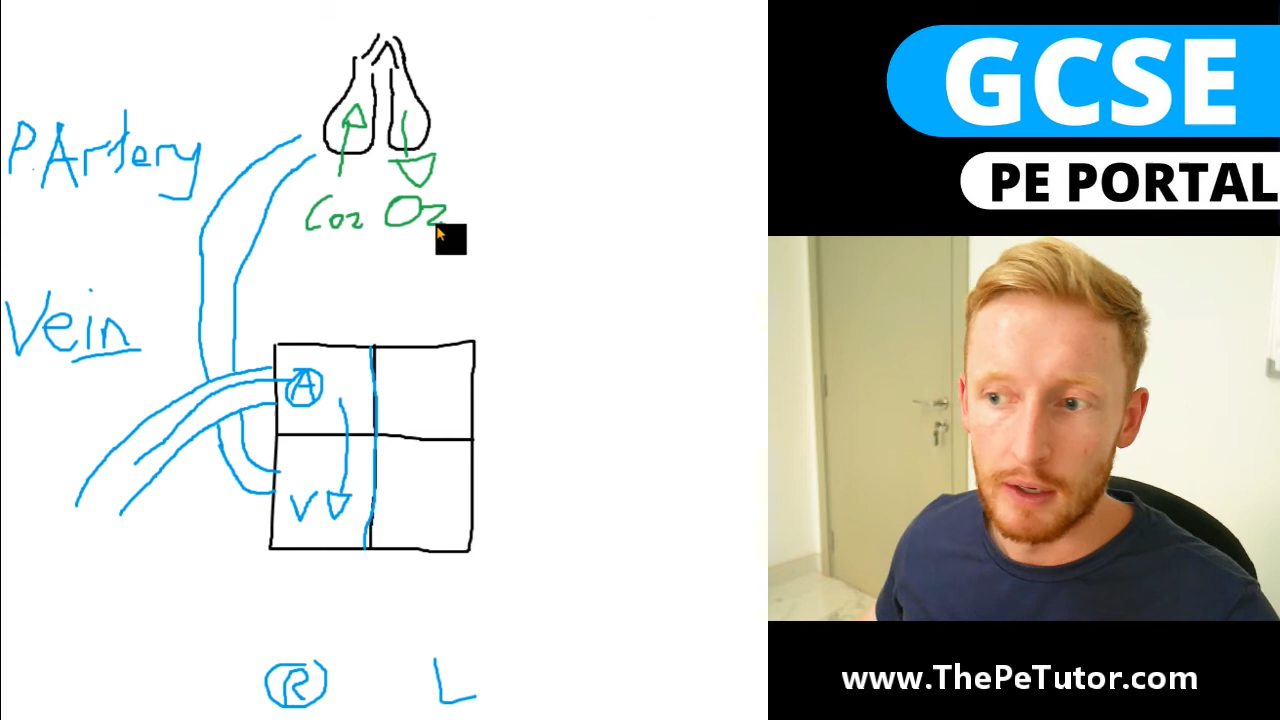 GCSE
PE PORTAL
P.Artery
Co2 O2
Vein
A
V
R L
www.ThePeTutor.com